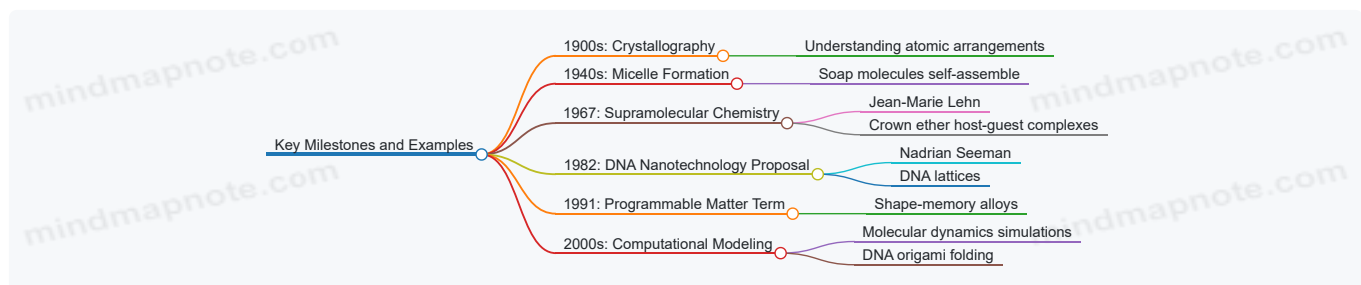 mindmapnote.com
mindmapnote.com
Key Milestones and Examples
1900s: Crystallography
Understanding atomic arrangements
1940s: Micelle Formation
Soap molecules self-assemble
1967: Supramolecular Chemistry
Jean-Marie Lehn
Crown ether host-guest complexes
1982: DNA Nanotechnology Proposal
Nadrian Seeman
DNA lattices
1991: Programmable Matter Term
Shape-memory alloys
2000s: Computational Modeling
Molecular dynamics simulations
DNA origami folding
mindmapnote.com
mindmapnote.com